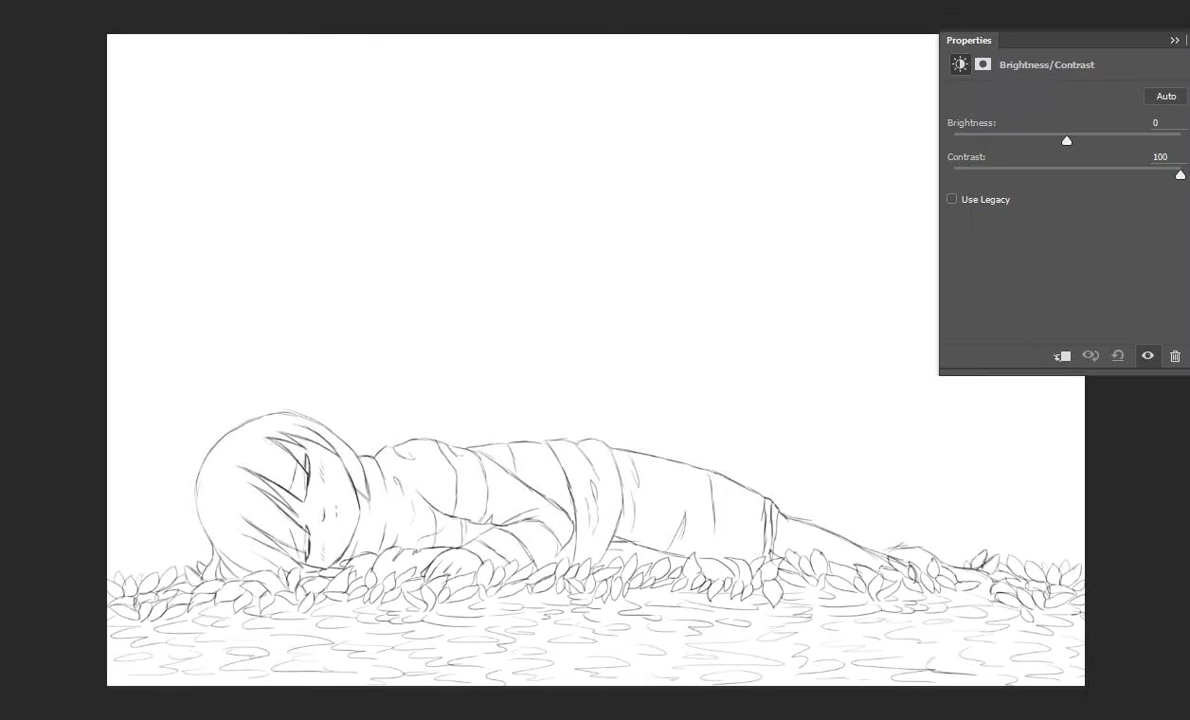 Properties
Brightness/Contrast
Auto
Brightness: 0
Contrast: 100
Use Legacy